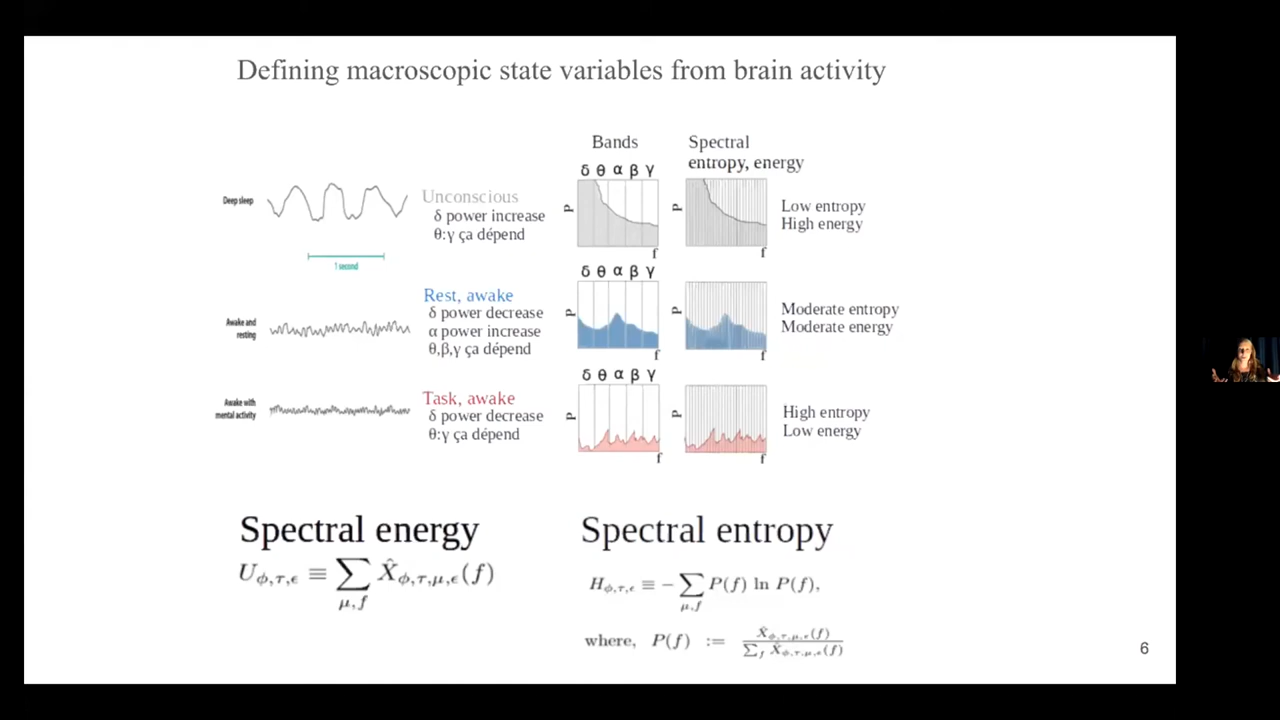 Defining macroscopic state variables from brain activity
Bands
Spectral
entropy, energy
δ θ α β γ
Deep sleep
Unconscious
δ power increase
θ:γ ça dépend
P
f
P
f
Low entropy
High energy
1 second
δ θ α β γ
Awake and
resting
Rest, awake
δ power decrease
α power increase
θ,β,γ ça dépend
P
f
P
f
Moderate entropy
Moderate energy
δ θ α β γ
Awake with
mental activity
Task, awake
δ power decrease
θ:γ ça dépend
P
f
P
f
High entropy
Low energy
Spectral energy
U_{ϕ,τ,ϵ} ≡ ∑_{μ,f} X̂_{ϕ,τ,μ,ϵ}(f)
Spectral entropy
H_{ϕ,τ,ϵ} ≡ − ∑_{μ,f} P(f) ln P(f),
where, P(f) := X̂_{ϕ,τ,μ,ϵ}(f) / ∑_f X̂_{ϕ,τ,μ,ϵ}(f)
6